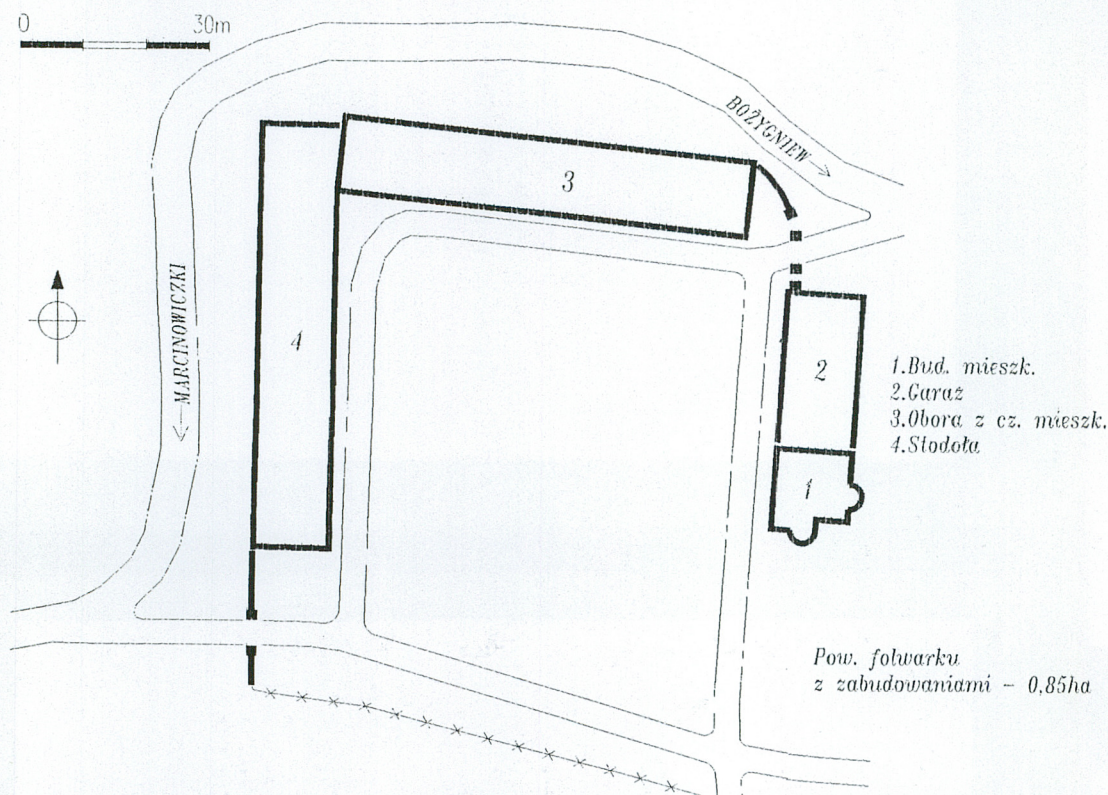 0 30m
BOŻYGNIEW →
3
← MARCINOWICZKI
4
2
1.Bud. mieszk.
2.Garaż
3.Obora z cz. mieszk.
4.Stodoła
1
Pow. folwarku
z zabudowaniami - 0,85ha